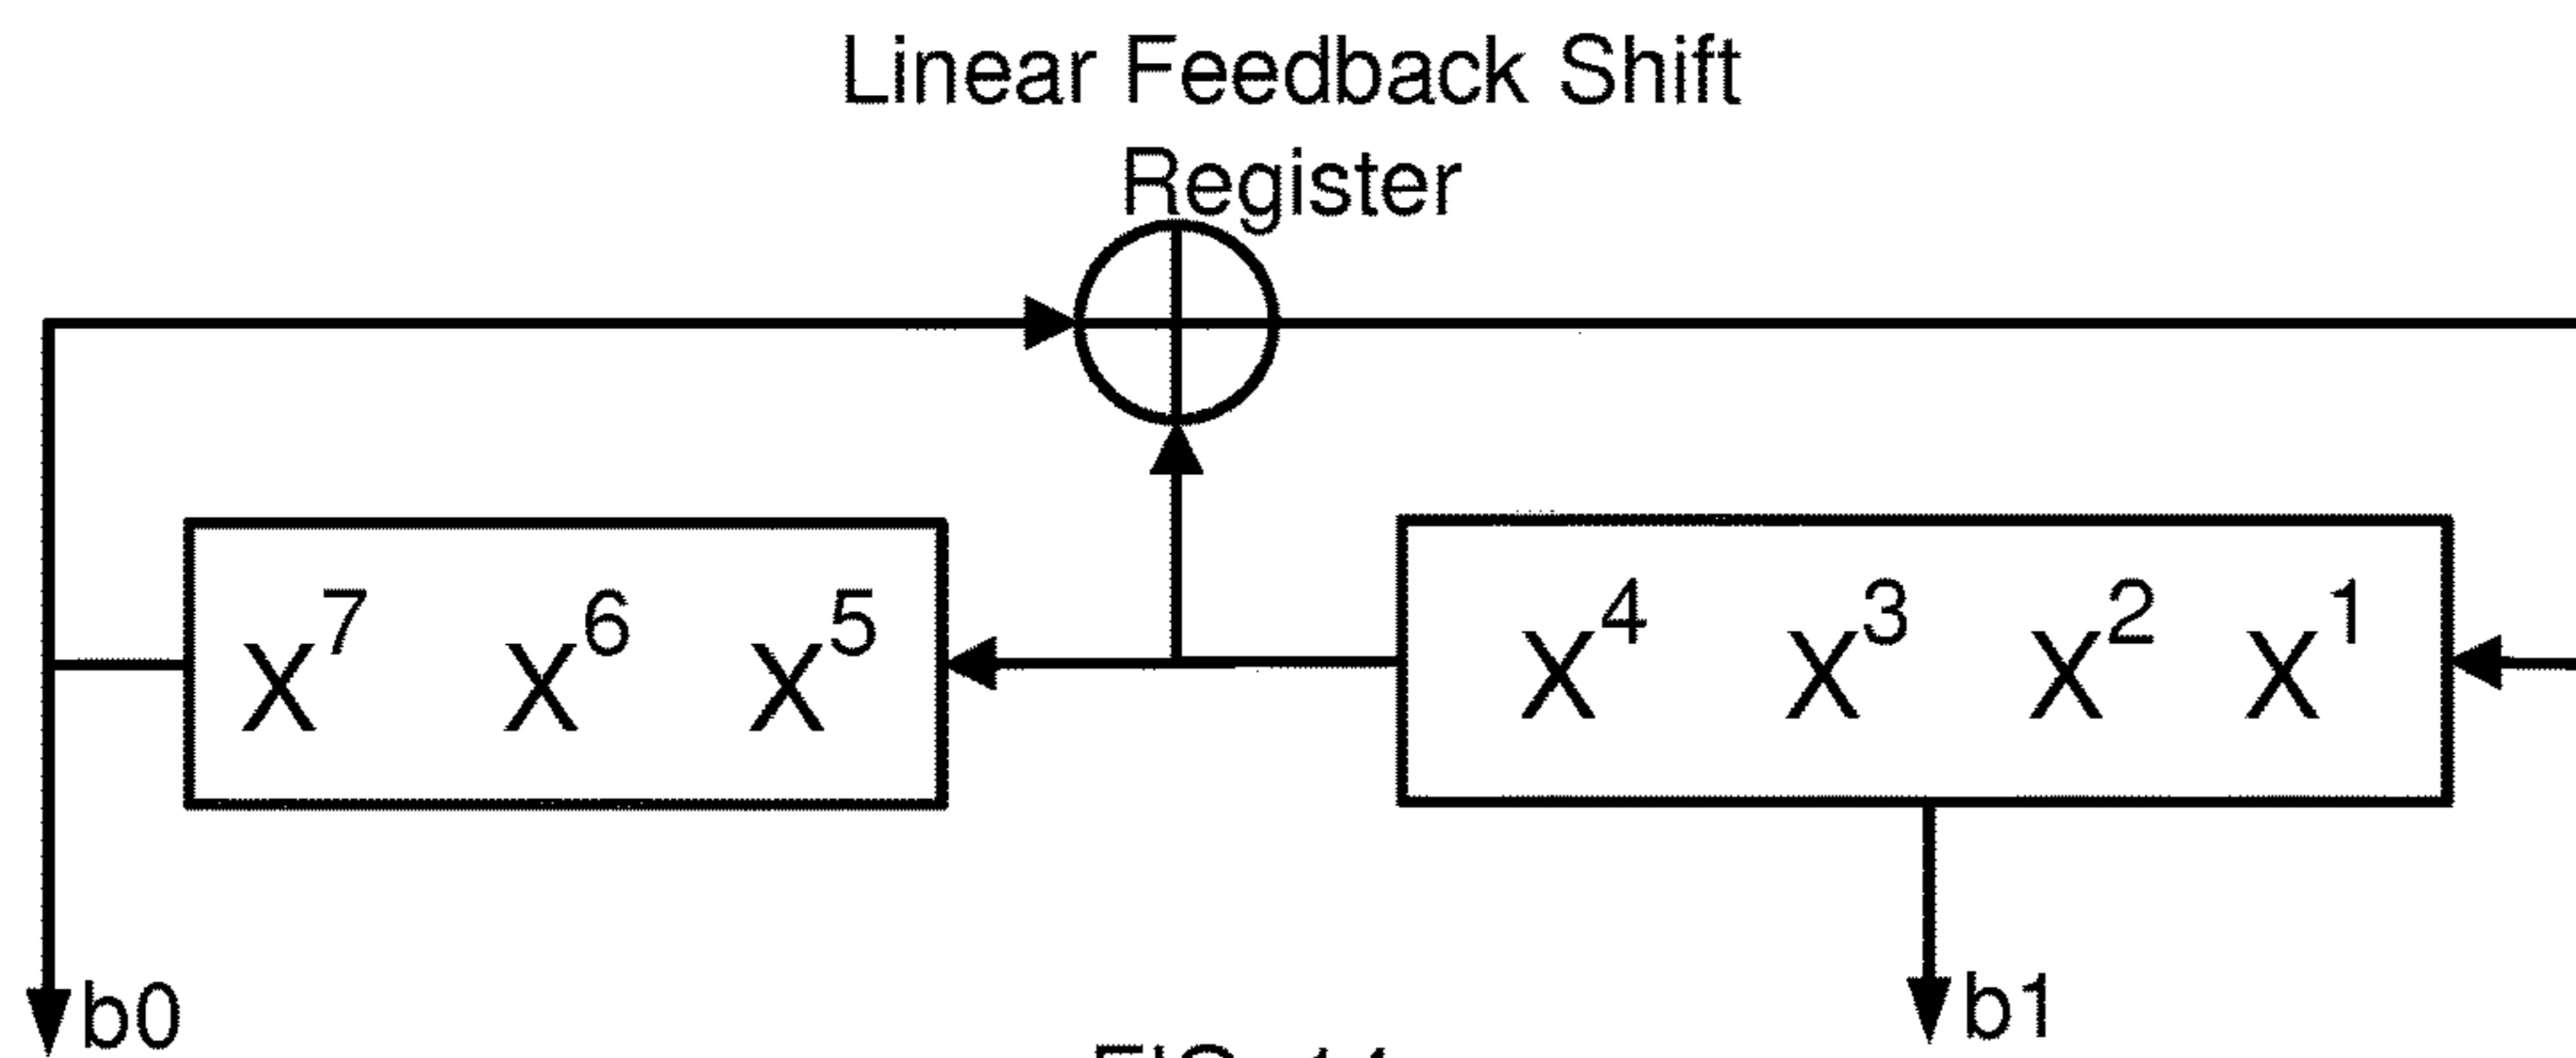 Linear Feedback Shift
Register
X⁷ X⁶ X⁵ X⁴ X³ X² X¹
b0 b1